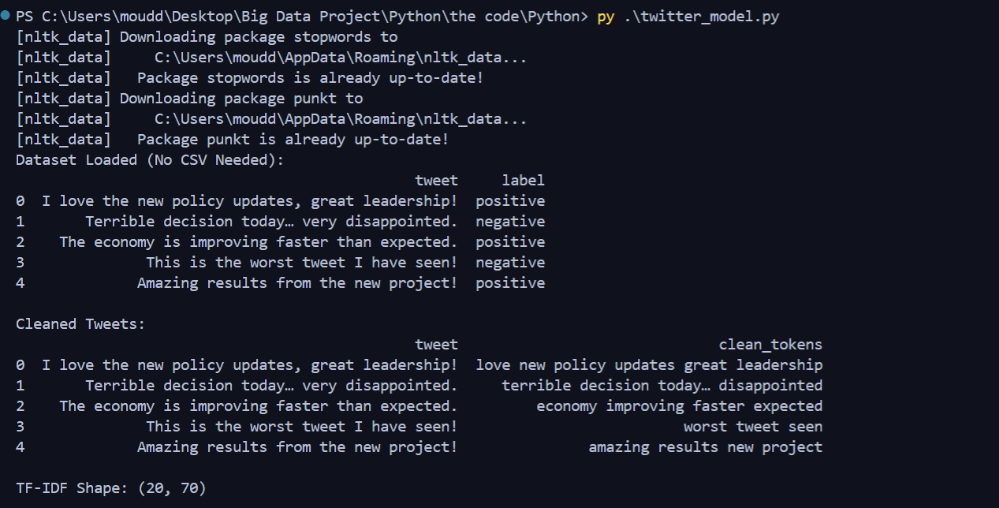 PS C:\Users\moudd\Desktop\Big Data Project\Python\the code\Python> py .\twitter_model.py
[nltk_data] Downloading package stopwords to
[nltk_data]     C:\Users\moudd\AppData\Roaming\nltk_data...
[nltk_data]   Package stopwords is already up-to-date!
[nltk_data] Downloading package punkt to
[nltk_data]     C:\Users\moudd\AppData\Roaming\nltk_data...
[nltk_data]   Package punkt is already up-to-date!
Dataset Loaded (No CSV Needed):
                                              tweet     label
0  I love the new policy updates, great leadership!  positive
1       Terrible decision today… very disappointed.  negative
2    The economy is improving faster than expected.  positive
3              This is the worst tweet I have seen!  negative
4             Amazing results from the new project!  positive

Cleaned Tweets:
                                              tweet                              clean_tokens
0  I love the new policy updates, great leadership!  love new policy updates great leadership
1       Terrible decision today… very disappointed.     terrible decision today… disappointed
2    The economy is improving faster than expected.         economy improving faster expected
3              This is the worst tweet I have seen!                          worst tweet seen
4             Amazing results from the new project!               amazing results new project

TF-IDF Shape: (20, 70)